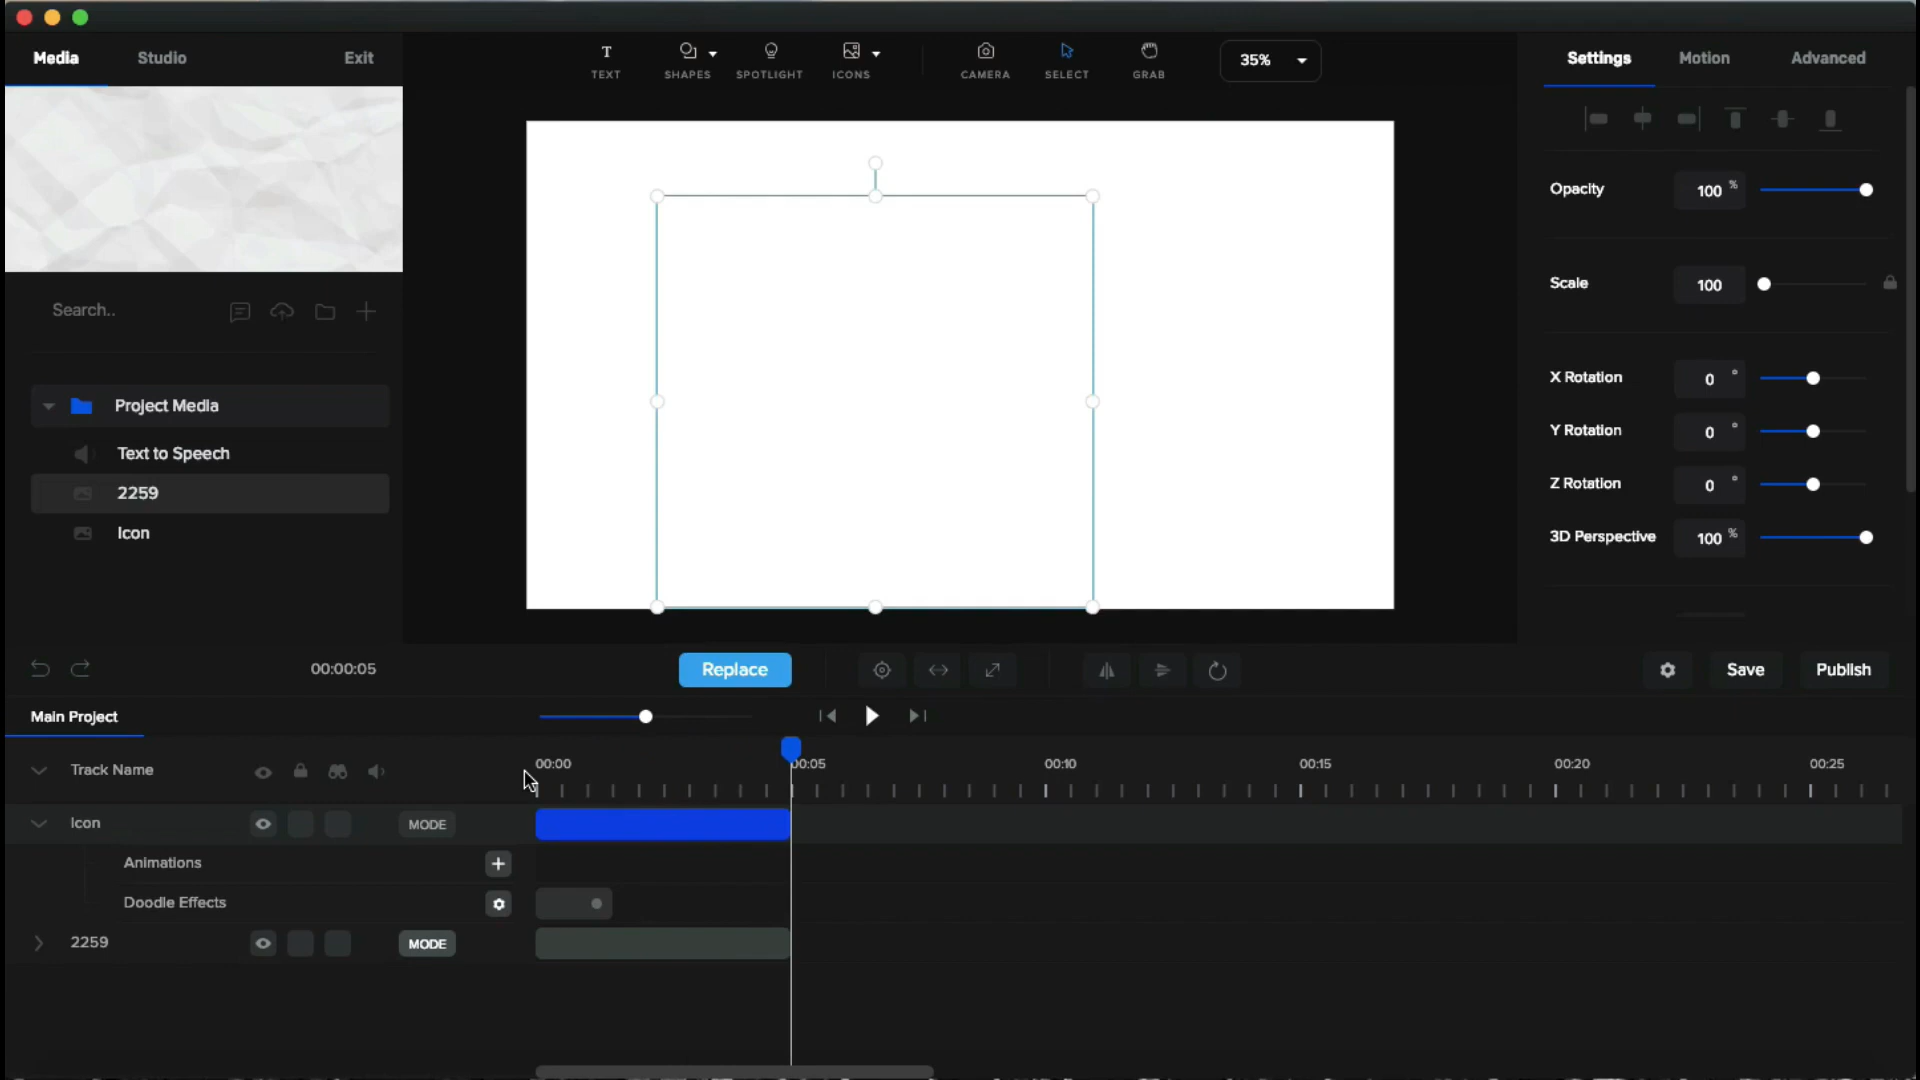 Media
Studio
Exit
TEXT
SHAPES
SPOTLIGHT
ICONS
CAMERA
SELECT
GRAB
35%
Settings
Motion
Advanced
Opacity
100 %
Scale
100
X Rotation
0 °
Y Rotation
0 °
Z Rotation
0 °
3D Perspective
100 %
Search..
Project Media
Text to Speech
2259
Icon
00:00:05
Replace
Save
Publish
Main Project
Track Name
00:00
00:05
00:10
00:15
00:20
00:25
Icon
MODE
Animations
Doodle Effects
2259
MODE